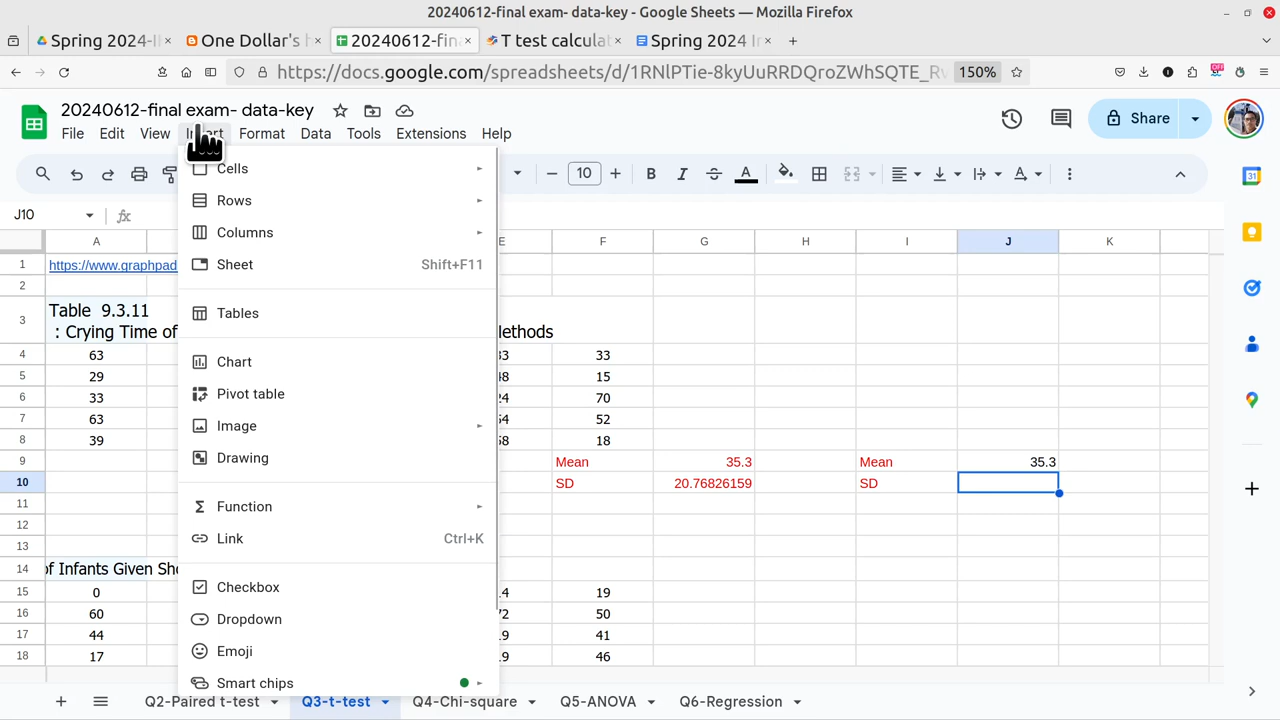 20240612-final exam- data-key - Google Sheets — Mozilla Firefox
Spring 2024-I
One Dollar's
20240612-fin
T test calculat
Spring 2024 I
https://docs.google.com/spreadsheets/d/1RNlPTie-8kyUuRRDQroZWhSQTE_Rv
150%
20240612-final exam- data-key
Share
File Edit View Insert Format Data Tools Extensions Help
10
J10
A E F G H I J K
Cells
Rows
Columns
Sheet Shift+F11
Tables
Chart
Pivot table
Image
Drawing
Function
Link Ctrl+K
Checkbox
Dropdown
Emoji
Smart chips
1 https://www.graphpad
2
3 Table 9.3.11
: Crying Time of ethods
4 63 33 33
5 29 48 15
6 33 24 70
7 63 52
8 39 18
9 Mean 35.3 Mean 35.3
10 SD 20.76826159 SD
11
12
13
14 of Infants Given Sh
15 0 19
16 60 50
17 44 41
18 17 46
Q2-Paired t-test Q3-t-test Q4-Chi-square Q5-ANOVA Q6-Regression